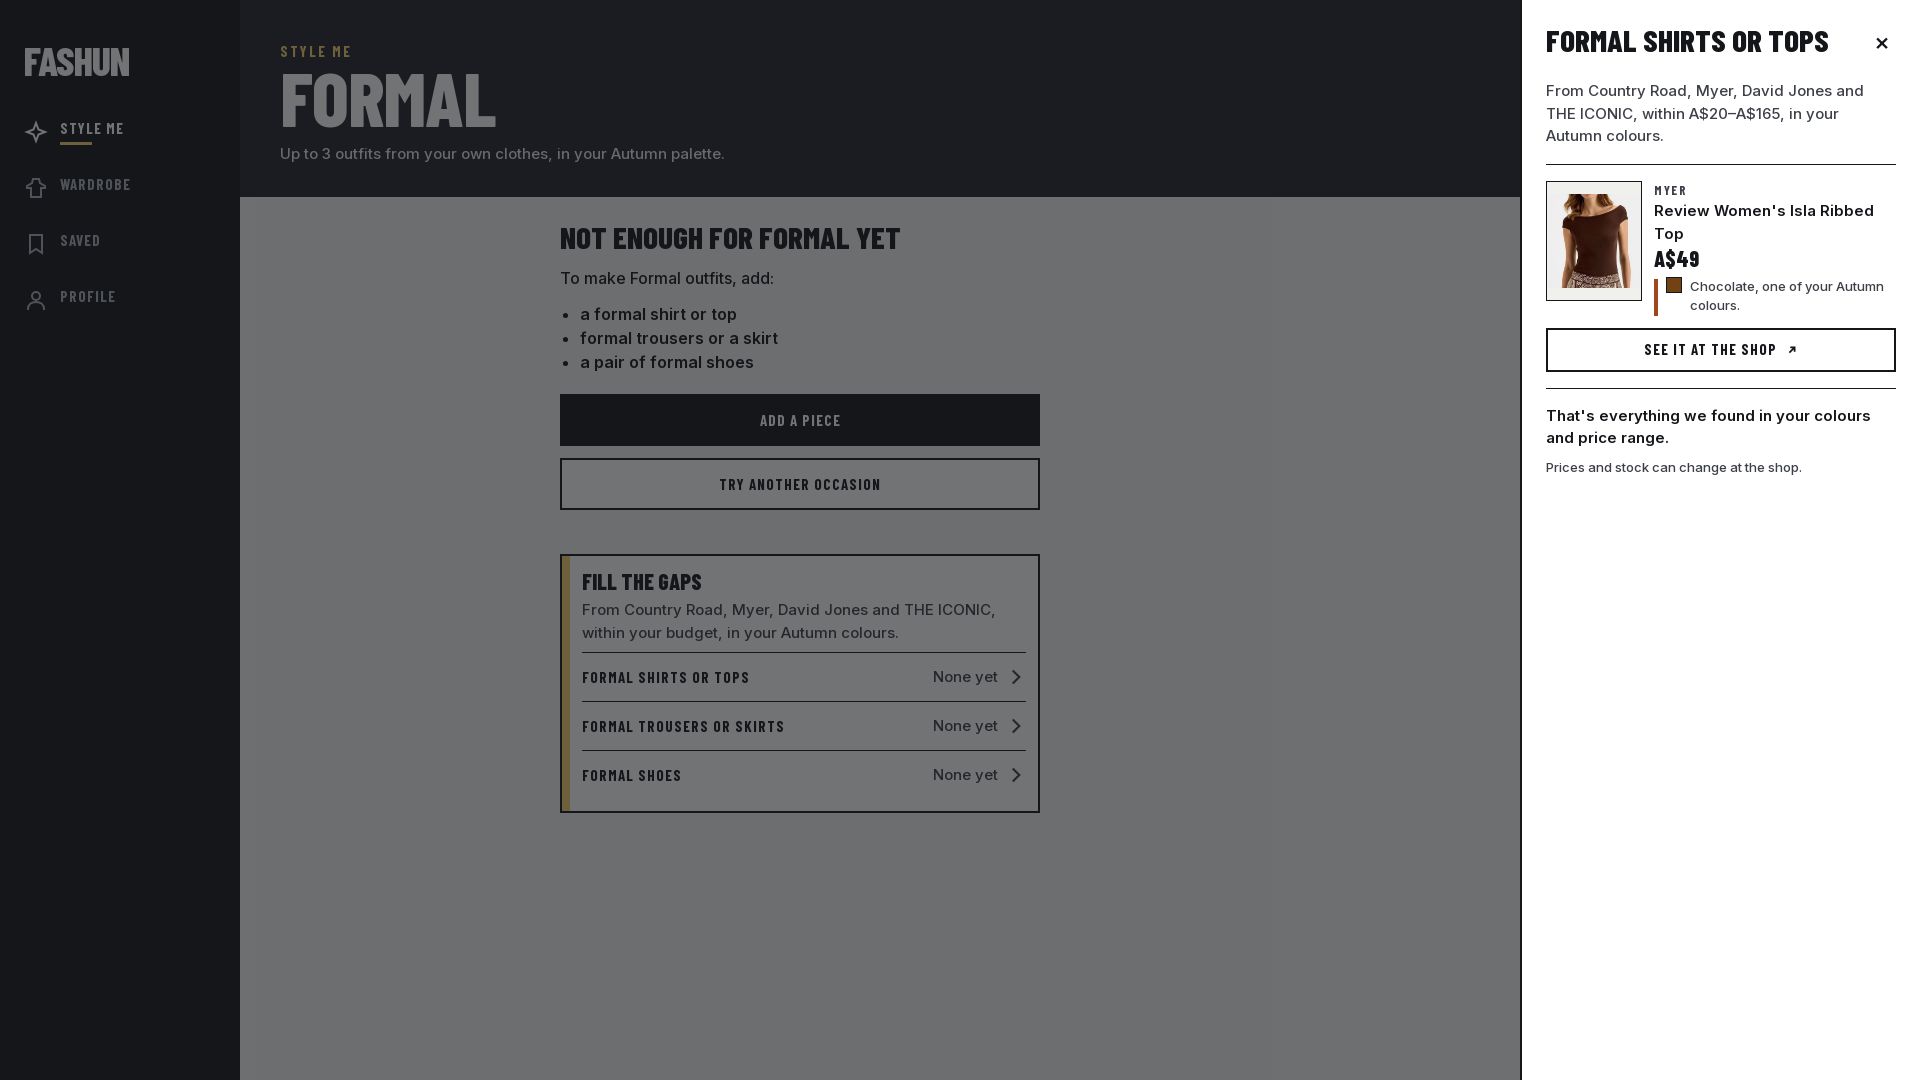 FASHUN
STYLE ME
WARDROBE
SAVED
PROFILE
STYLE ME
FORMAL
Up to 3 outfits from your own clothes, in your Autumn palette.
NOT ENOUGH FOR FORMAL YET
To make Formal outfits, add:
• a formal shirt or top
• formal trousers or a skirt
• a pair of formal shoes
ADD A PIECE
TRY ANOTHER OCCASION
FILL THE GAPS
From Country Road, Myer, David Jones and THE ICONIC,
within your budget, in your Autumn colours.
FORMAL SHIRTS OR TOPS None yet
FORMAL TROUSERS OR SKIRTS None yet
FORMAL SHOES None yet
FORMAL SHIRTS OR TOPS
From Country Road, Myer, David Jones and
THE ICONIC, within A$20–A$165, in your
Autumn colours.
MYER
Review Women's Isla Ribbed
Top
A$49
Chocolate, one of your Autumn
colours.
SEE IT AT THE SHOP
That's everything we found in your colours
and price range.
Prices and stock can change at the shop.